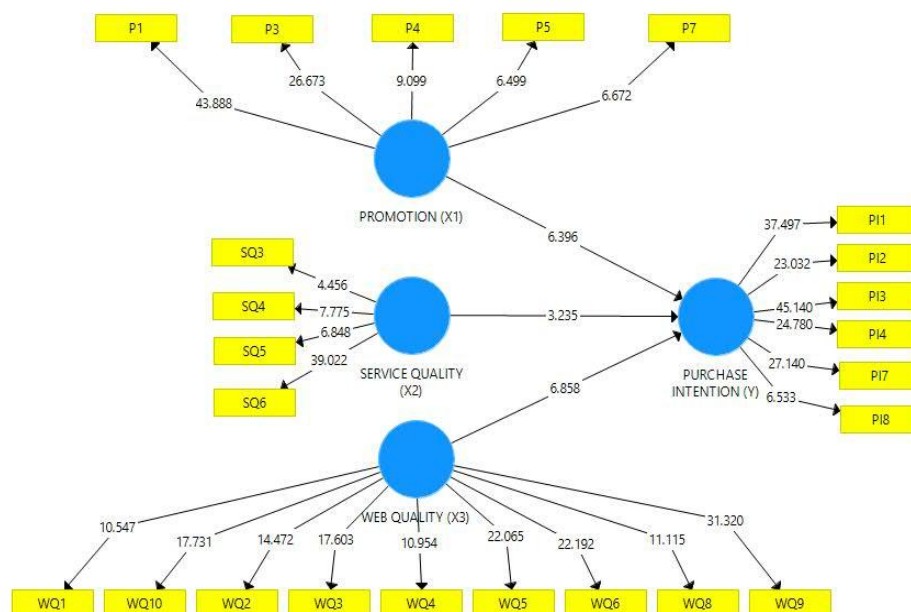 P1 P3 P4 P5 P7
43.888 26.673 9.099 6.499 6.672
PROMOTION (X1)
6.396
SQ3
SQ4
SQ5
SQ6
4.456
7.775
6.848
39.022
SERVICE QUALITY
(X2)
3.235
PI1
PI2
PI3
PI4
PI7
PI8
37.497
23.032
45.140
24.780
27.140
6.533
PURCHASE
INTENTION (Y)
6.858
WEB QUALITY (X3)
10.547 17.731 14.472 17.603 10.954 22.065 22.192 11.115 31.320
WQ1 WQ10 WQ2 WQ3 WQ4 WQ5 WQ6 WQ8 WQ9